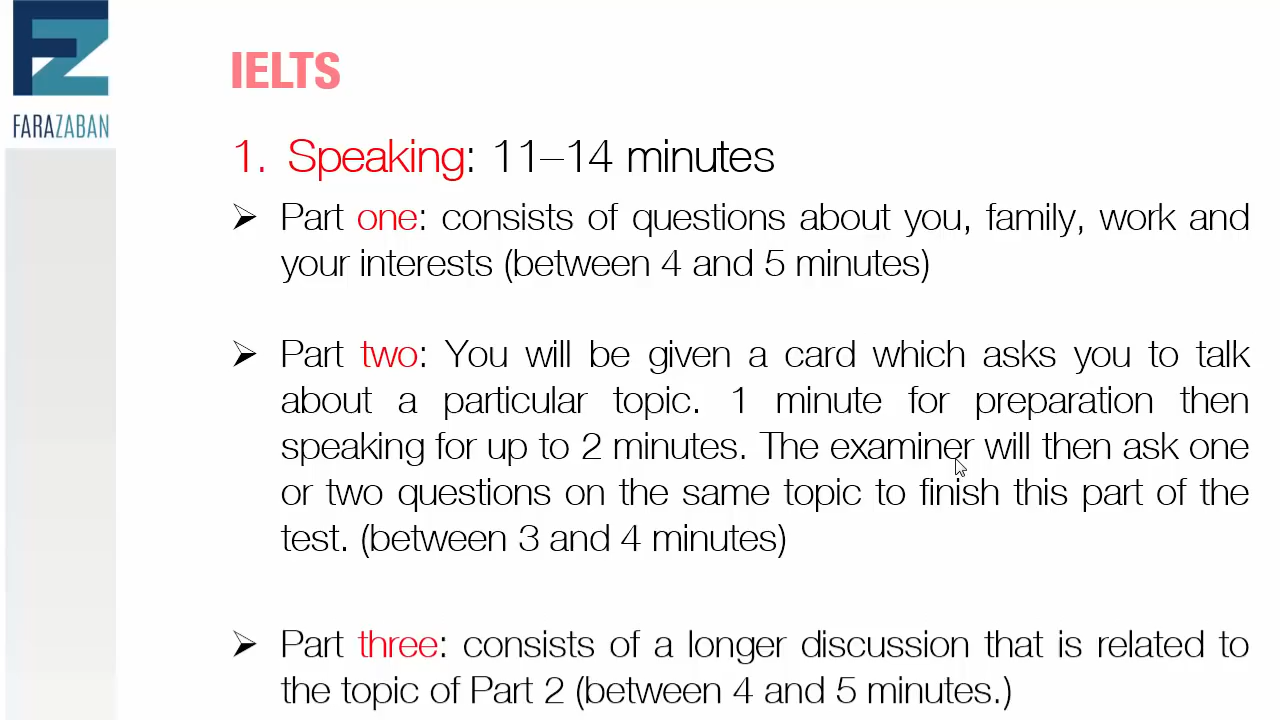 FZ
FARAZABAN
IELTS
1. Speaking: 11–14 minutes
➢ Part one: consists of questions about you, family, work and
your interests (between 4 and 5 minutes)
➢ Part two: You will be given a card which asks you to talk
about a particular topic. 1 minute for preparation then
speaking for up to 2 minutes. The examiner will then ask one
or two questions on the same topic to finish this part of the
test. (between 3 and 4 minutes)
➢ Part three: consists of a longer discussion that is related to
the topic of Part 2 (between 4 and 5 minutes.)